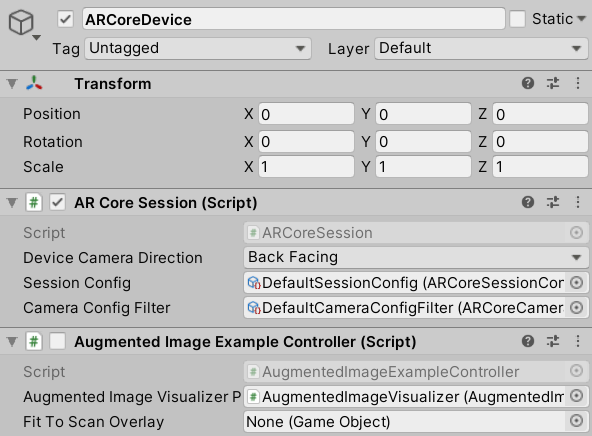 ARCoreDevice Static
Tag Untagged Layer Default
Transform
Position X 0 Y 0 Z 0
Rotation X 0 Y 0 Z 0
Scale X 1 Y 1 Z 1
# AR Core Session (Script)
Script # ARCoreSession
Device Camera Direction Back Facing
Session Config DefaultSessionConfig (ARCoreSessionCon
Camera Config Filter DefaultCameraConfigFilter (ARCoreCamer
# Augmented Image Example Controller (Script)
Script # AugmentedImageExampleController
Augmented Image Visualizer P # AugmentedImageVisualizer (AugmentedIm
Fit To Scan Overlay None (Game Object)